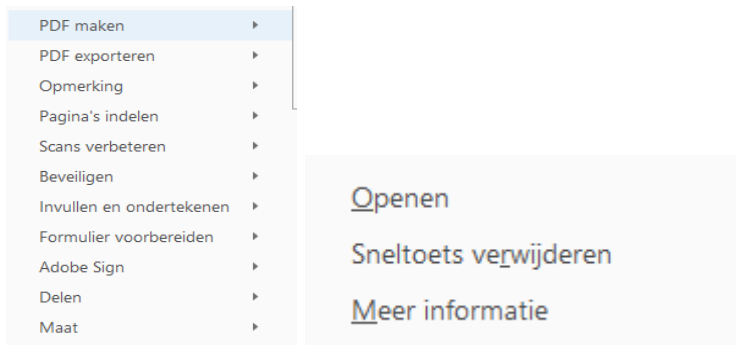 PDF maken
PDF exporteren
Opmerking
Pagina's indelen
Scans verbeteren
Beveiligen
Invullen en ondertekenen
Formulier voorbereiden
Adobe Sign
Delen
Maat
Openen
Sneltoets verwijderen
Meer informatie